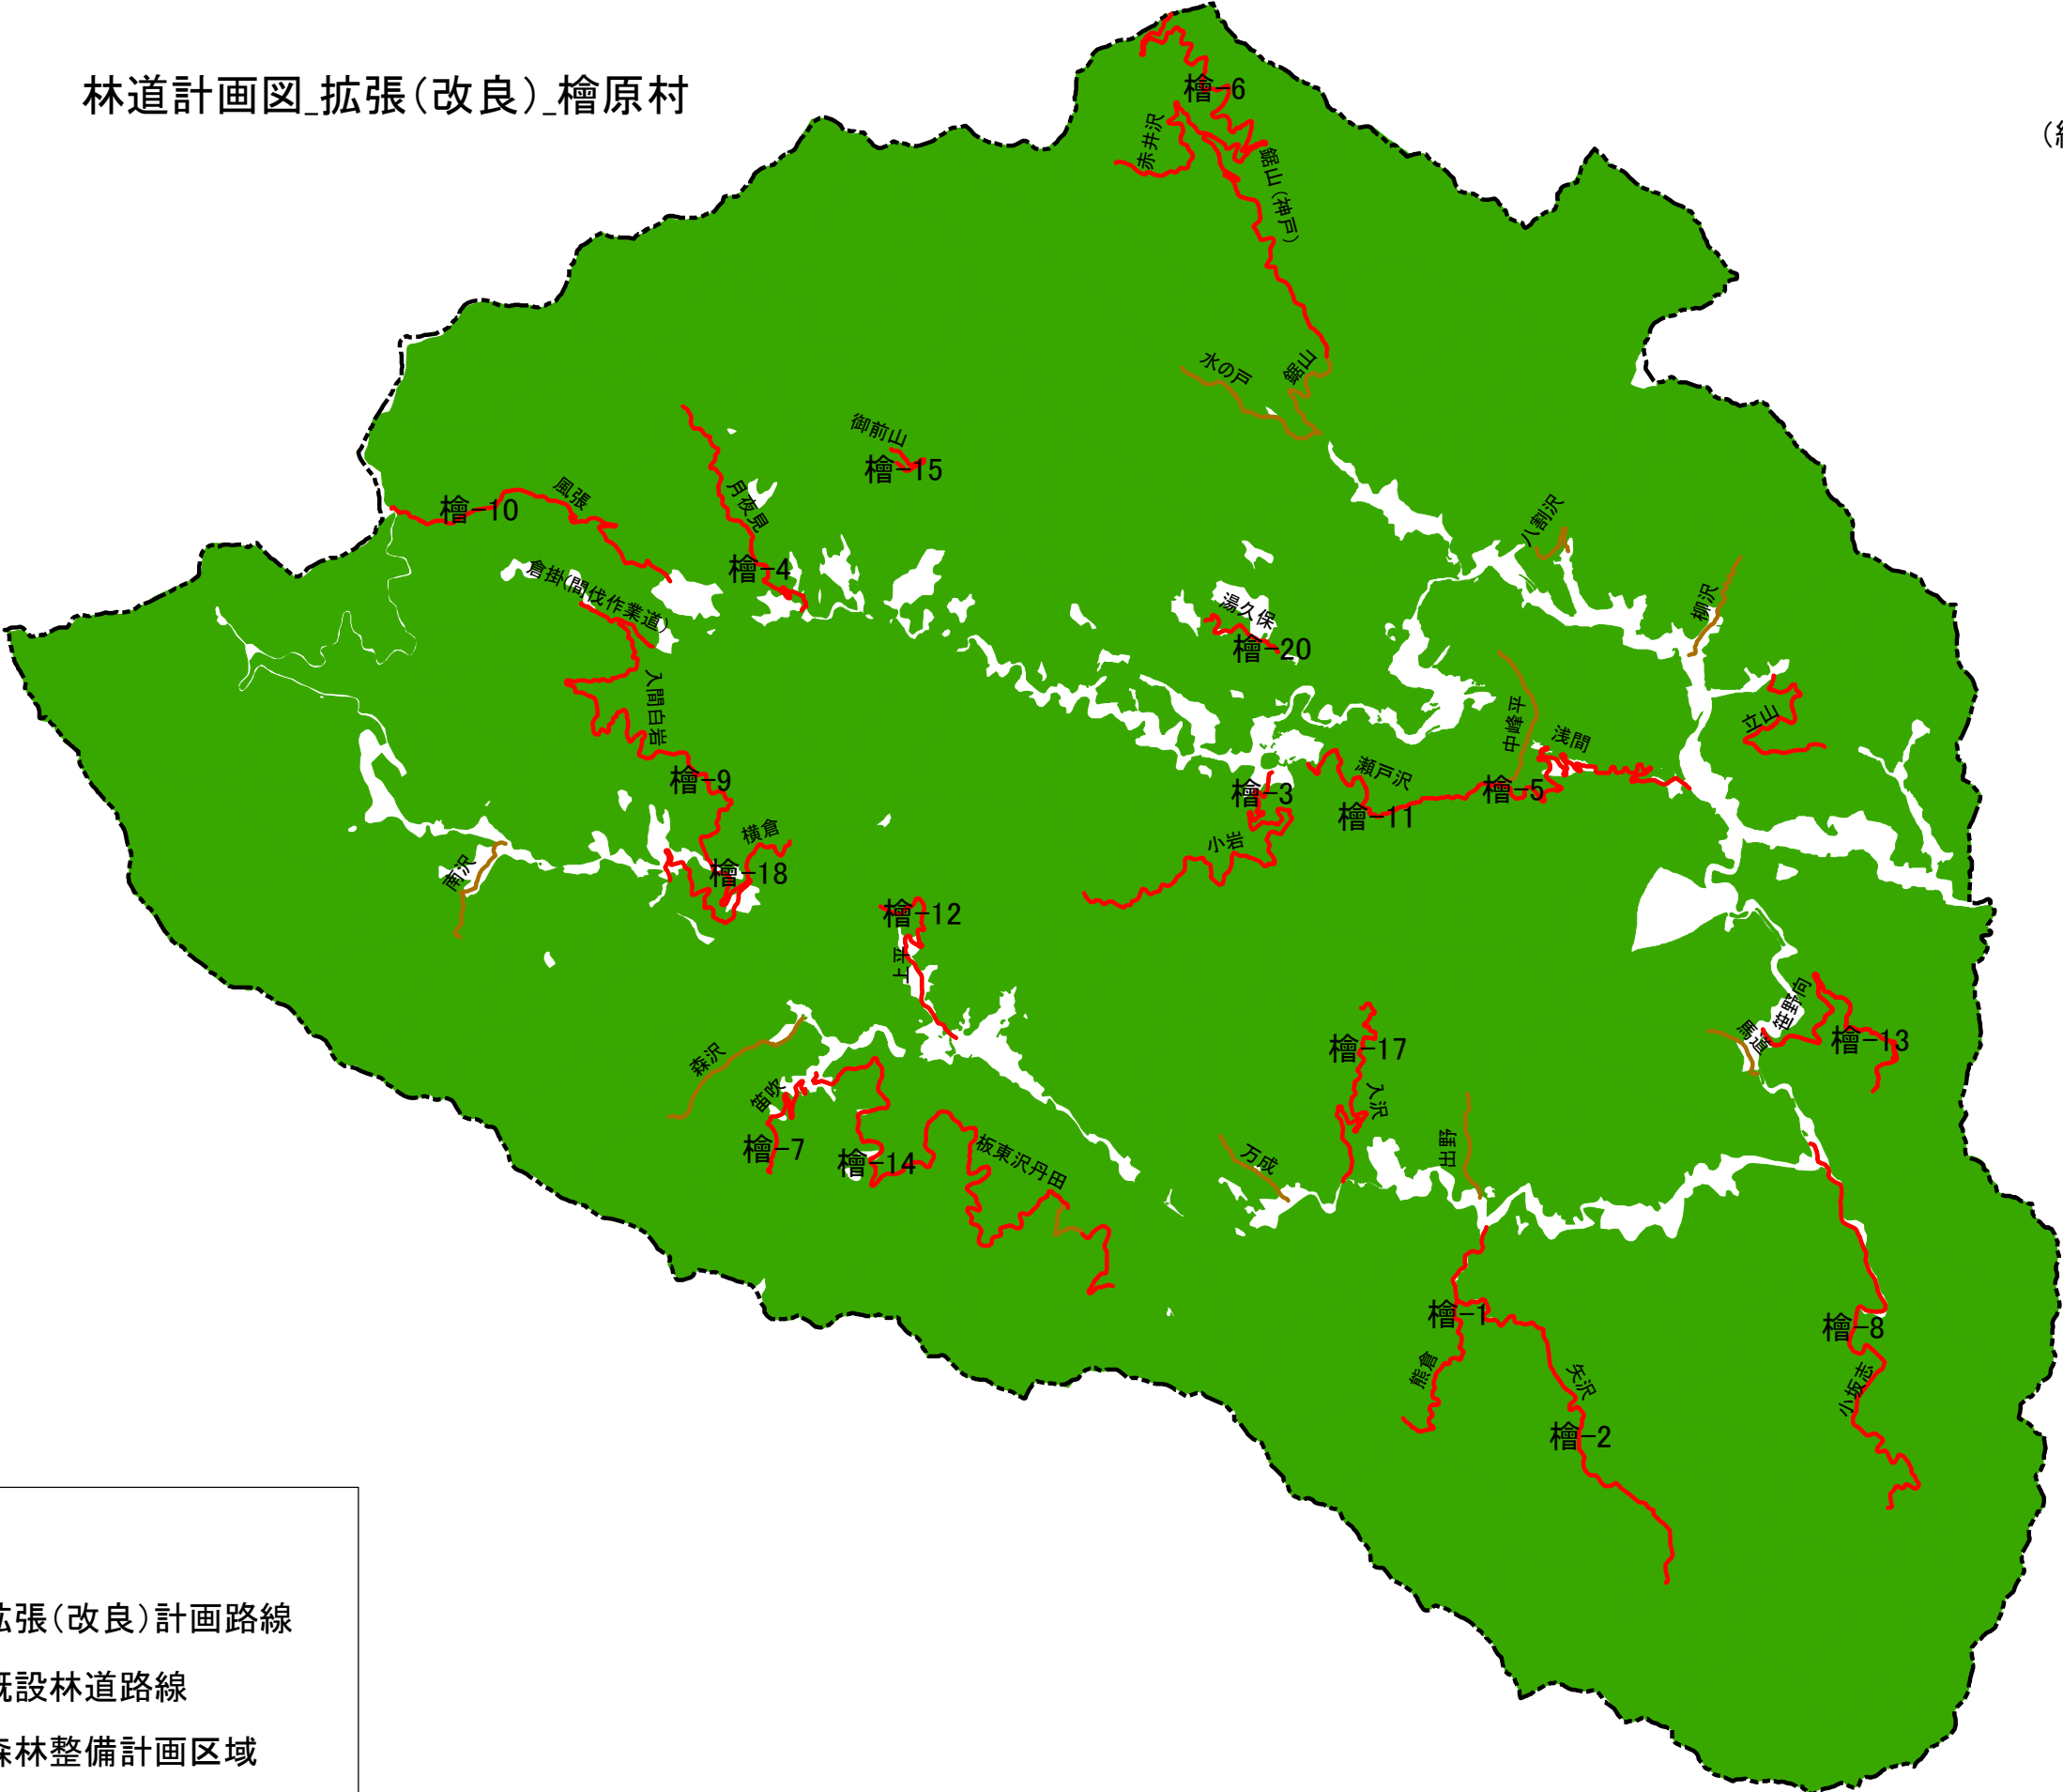 林道計画図_拡張(改良)_檜原村
檜-6
赤井沢
鋸山(神戸)
水の戸
鋸山
御前山
檜-15
月夜見
風張
檜-10
檜-4
倉掛(間伐作業道)
八割沢
柳沢
湯久保
檜-20
入間白岩
中峰平
浅間
立山
檜-9
瀬戸沢
檜-5
檜-3
檜-11
横倉
小岩
檜-18
南沢
檜-12
上平
笹野向
馬道
檜-13
檜-17
森沢
笛吹
入沢
檜-7
檜-14
板東沢丹田
万成
出野
檜-1
檜-8
熊倉
矢沢
小坂志
檜-2
張(改良)計画路線
設林道路線
林整備計画区域